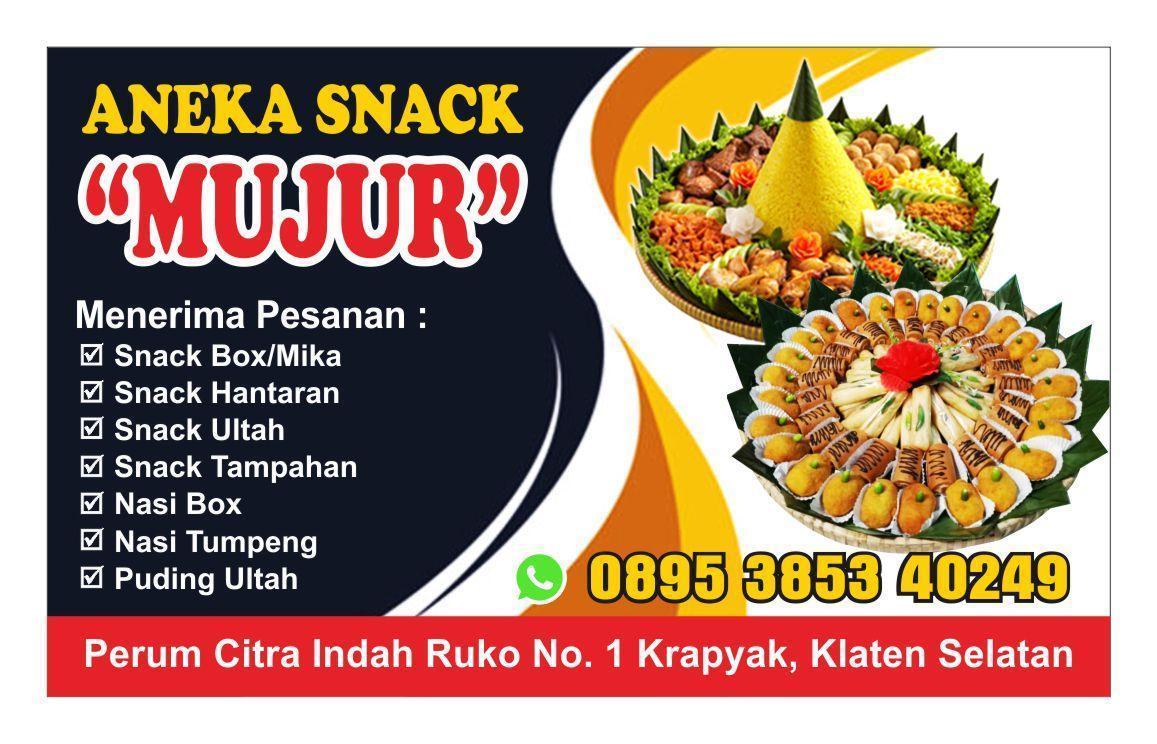 ANEKA SNACK
“MUJUR”
Menerima Pesanan :
Snack Box/Mika
Snack Hantaran
Snack Ultah
Snack Tampahan
Nasi Box
Nasi Tumpeng
Puding Ultah
0895 3853 40249
Perum Citra Indah Ruko No. 1 Krapyak, Klaten Selatan